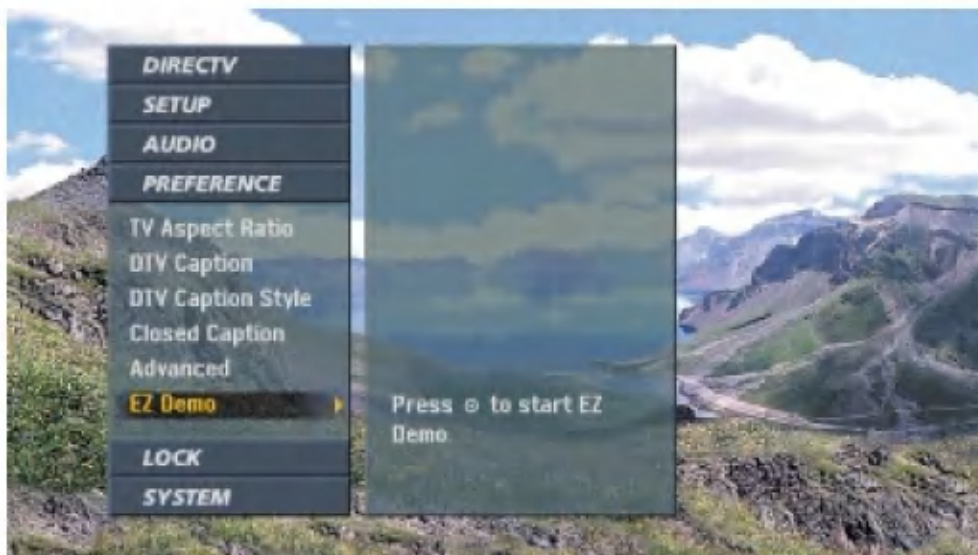 DIRECTV
SETUP
AUDIO
PREFERENCE
TV Aspect Ratio
DTV Caption
DTV Caption Style
Closed Caption
Advanced
EZ Demo
Press ⊙ to start EZ
Demo.
LOCK
SYSTEM